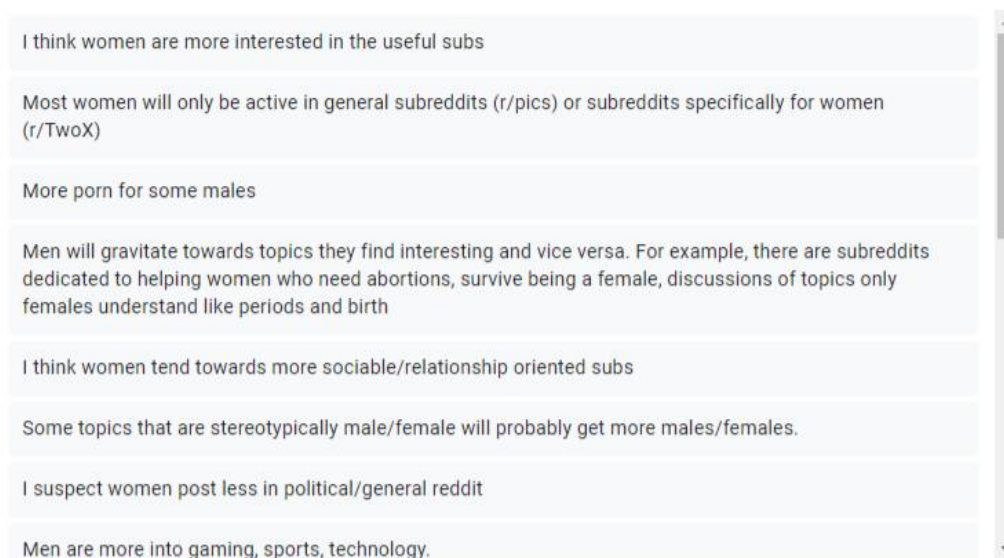 I think women are more interested in the useful subs
Most women will only be active in general subreddits (r/pics) or subreddits specifically for women
(r/TwoX)
More porn for some males
Men will gravitate towards topics they find interesting and vice versa. For example, there are subreddits
dedicated to helping women who need abortions, survive being a female, discussions of topics only
females understand like periods and birth
I think women tend towards more sociable/relationship oriented subs
Some topics that are stereotypically male/female will probably get more males/females.
I suspect women post less in political/general reddit
Men are more into gaming, sports, technology.